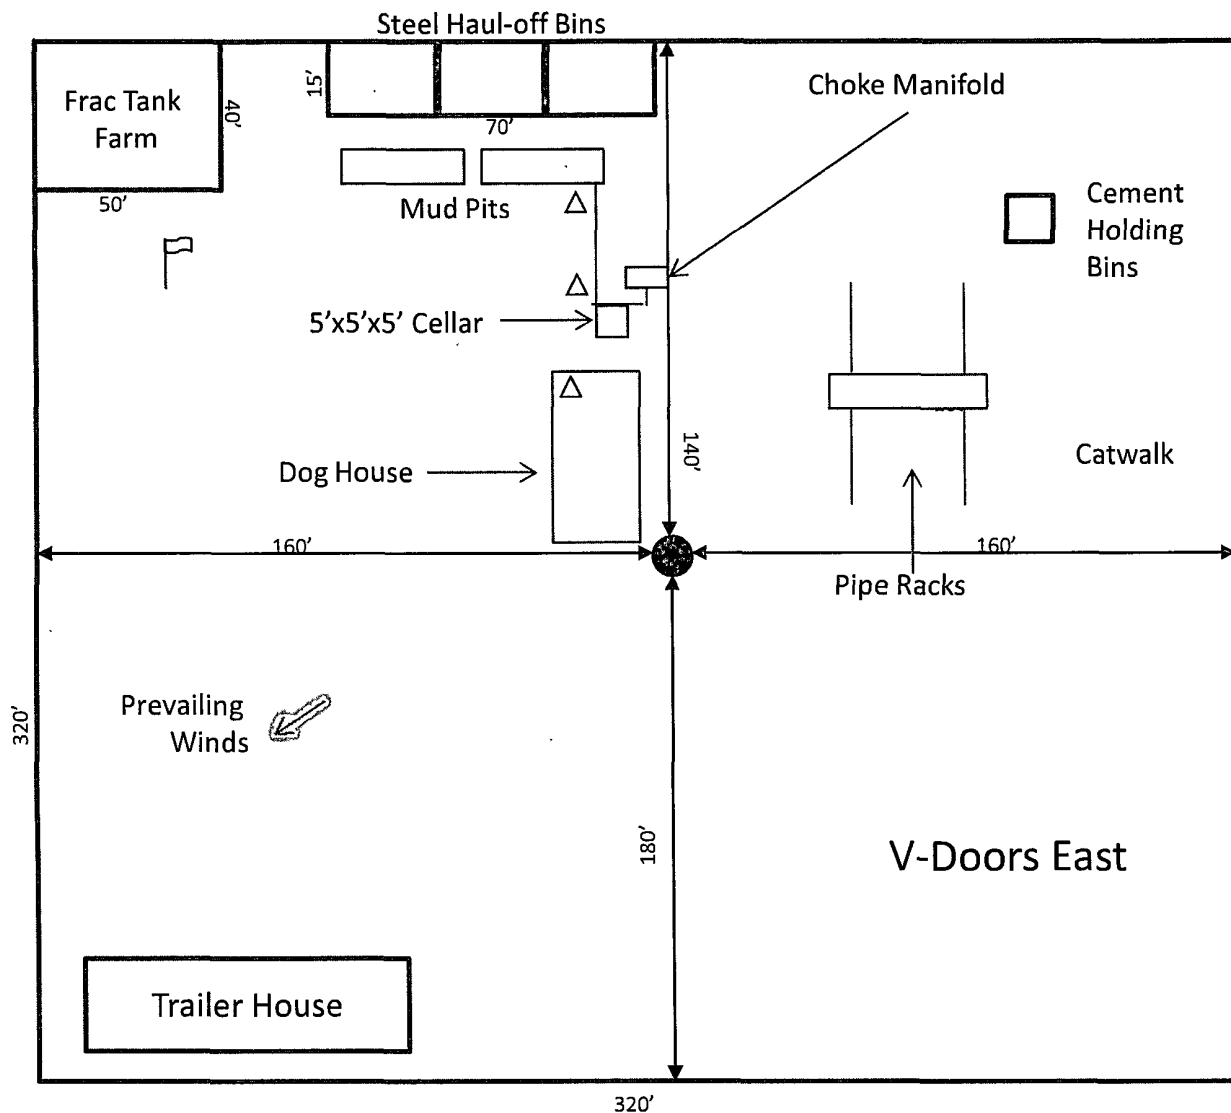 Steel Haul-off Bins
Frac Tank
Farm
40'
50'
15'
70'
Mud Pits
Choke Manifold
Cement
Holding
Bins
5'x5'x5' Cellar
Dog House
140'
Catwalk
160'
160'
Pipe Racks
Prevailing
Winds
320'
180'
V-Doors East
Trailer House
320'